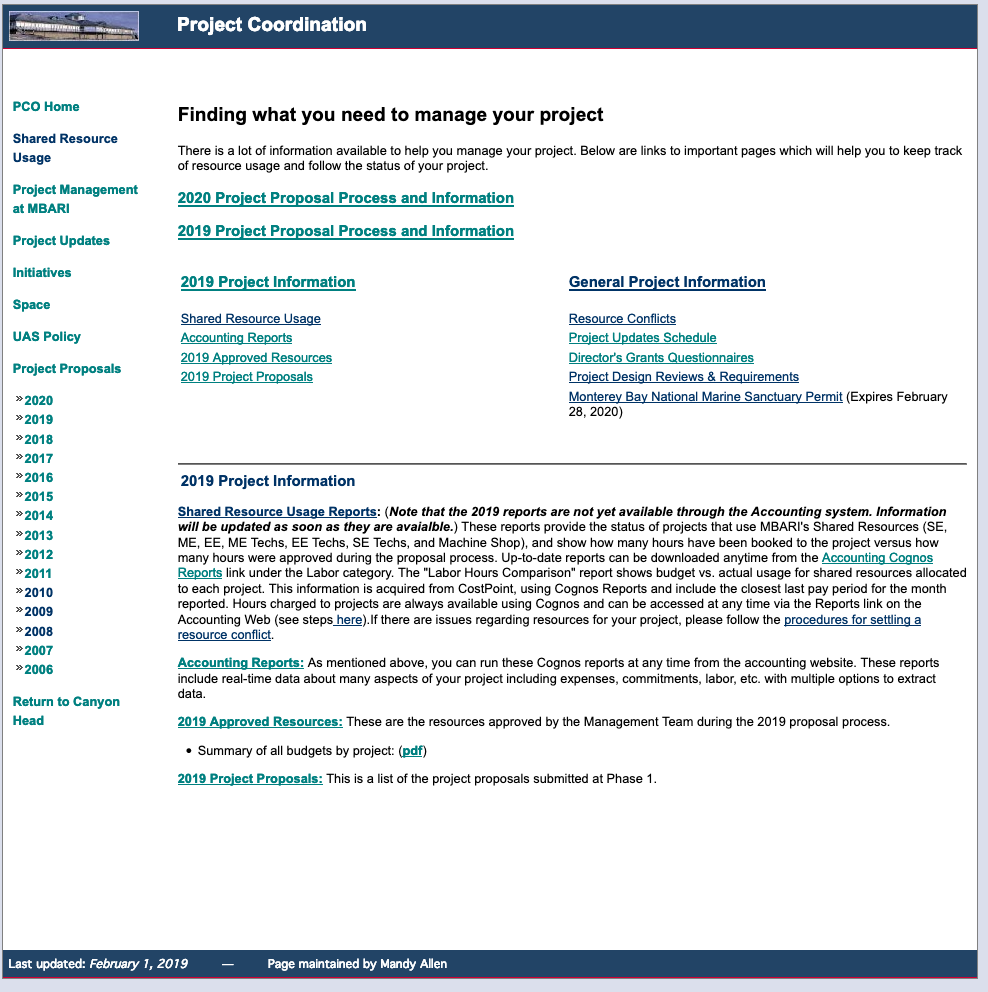 Project Coordination
PCO Home
Shared Resource
Usage
Project Management
at MBARI
Project Updates
Initiatives
Space
UAS Policy
Project Proposals
»2020
»2019
»2018
»2017
»2016
»2015
»2014
»2013
»2012
»2011
»2010
»2009
»2008
»2007
»2006
Return to Canyon
Head
Finding what you need to manage your project
There is a lot of information available to help you manage your project. Below are links to important pages which will help you to keep track
of resource usage and follow the status of your project.
2020 Project Proposal Process and Information
2019 Project Proposal Process and Information
2019 Project Information
Shared Resource Usage
Accounting Reports
2019 Approved Resources
2019 Project Proposals
General Project Information
Resource Conflicts
Project Updates Schedule
Director's Grants Questionnaires
Project Design Reviews & Requirements
Monterey Bay National Marine Sanctuary Permit (Expires February
28, 2020)
2019 Project Information
Shared Resource Usage Reports: (Note that the 2019 reports are not yet available through the Accounting system. Information
will be updated as soon as they are avaialble.) These reports provide the status of projects that use MBARI's Shared Resources (SE,
ME, EE, ME Techs, EE Techs, SE Techs, and Machine Shop), and show how many hours have been booked to the project versus how
many hours were approved during the proposal process. Up-to-date reports can be downloaded anytime from the Accounting Cognos
Reports link under the Labor category. The "Labor Hours Comparison" report shows budget vs. actual usage for shared resources allocated
to each project. This information is acquired from CostPoint, using Cognos Reports and include the closest last pay period for the month
reported. Hours charged to projects are always available using Cognos and can be accessed at any time via the Reports link on the
Accounting Web (see steps here).If there are issues regarding resources for your project, please follow the procedures for settling a
resource conflict.
Accounting Reports: As mentioned above, you can run these Cognos reports at any time from the accounting website. These reports
include real-time data about many aspects of your project including expenses, commitments, labor, etc. with multiple options to extract
data.
2019 Approved Resources: These are the resources approved by the Management Team during the 2019 proposal process.
• Summary of all budgets by project: (pdf)
2019 Project Proposals: This is a list of the project proposals submitted at Phase 1.
Last updated: February 1, 2019 — Page maintained by Mandy Allen